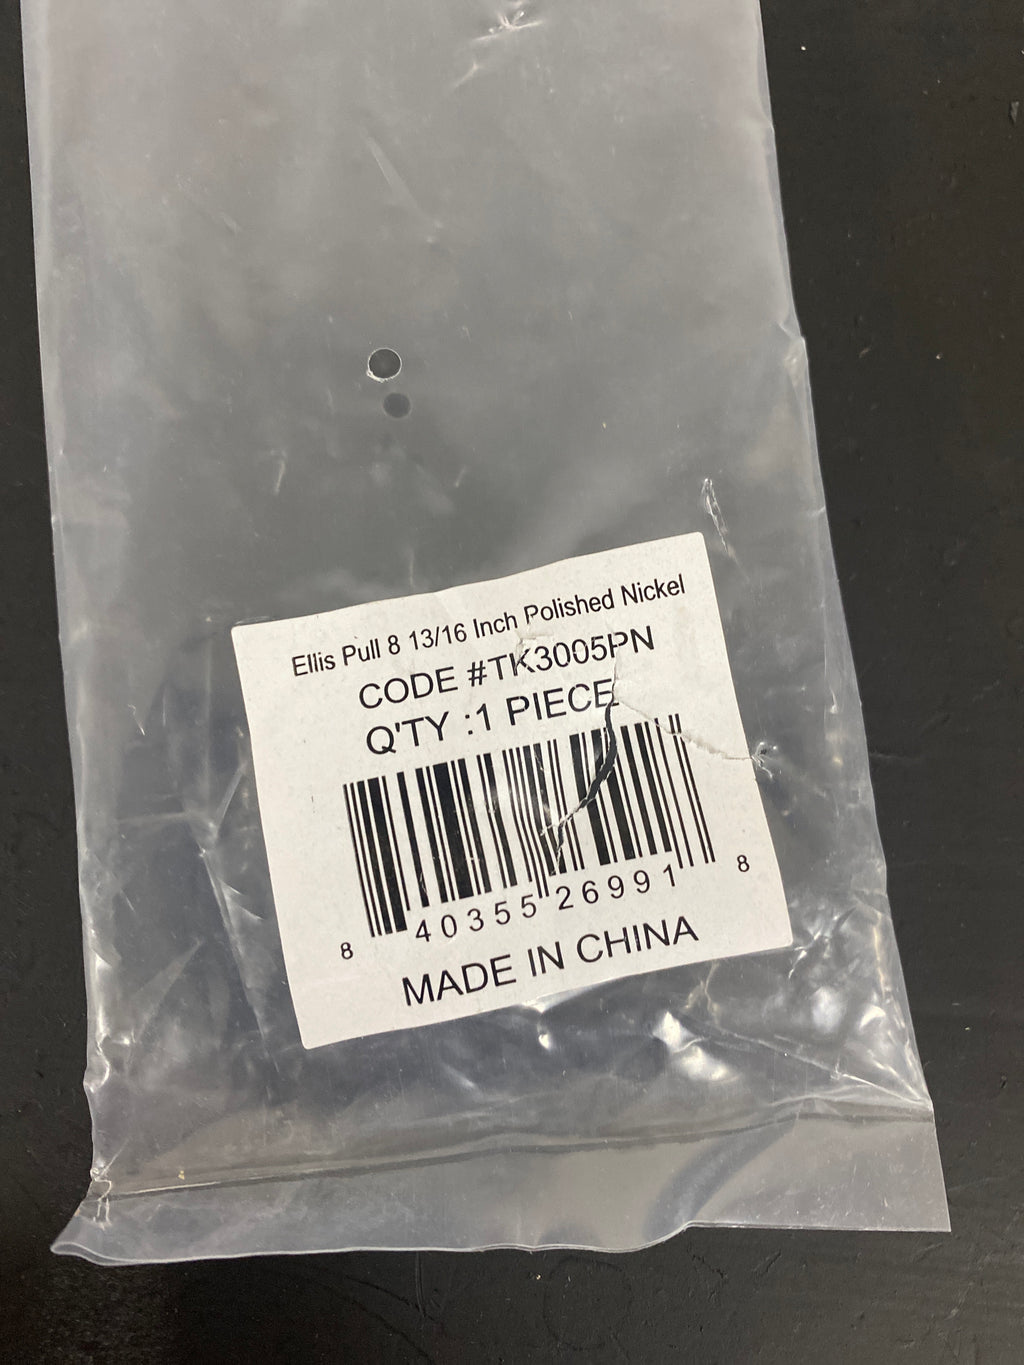 Ellis Pull 8 13/16 Inch Polished Nickel
CODE #TK3005PN
Q'TY :1 PIECE
8 40355 26991 8
MADE IN CHINA